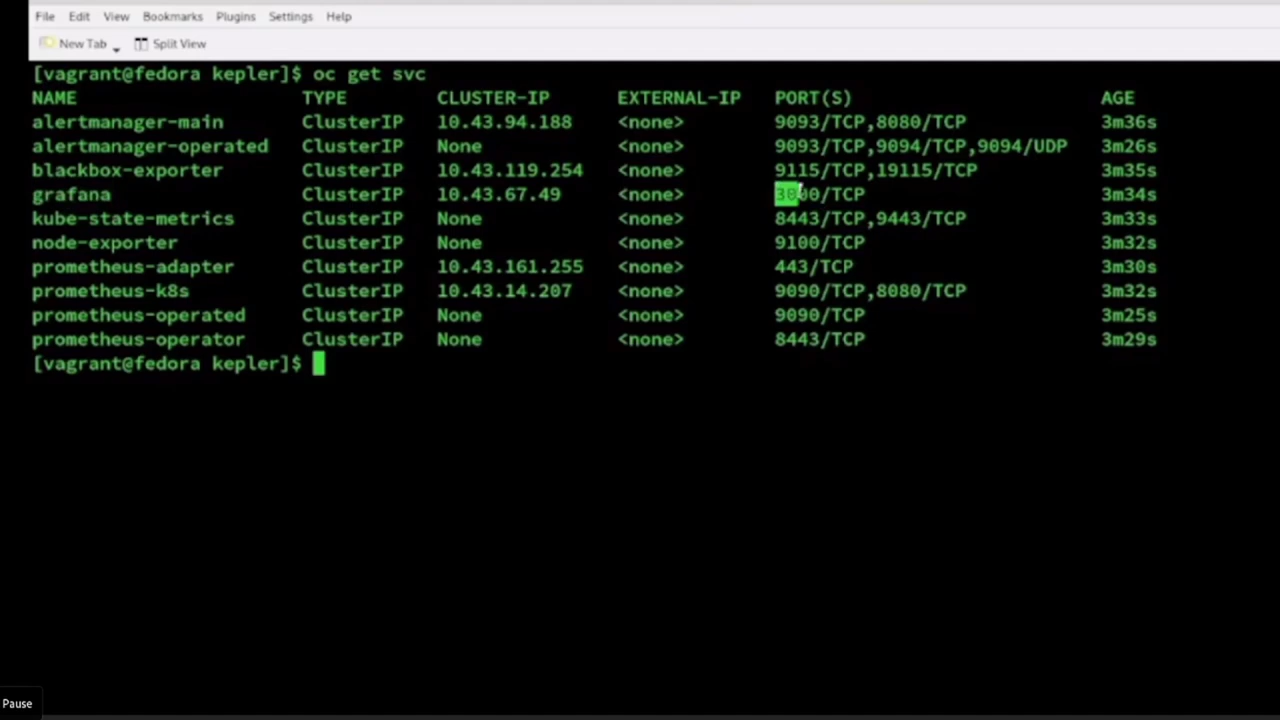 File Edit View Bookmarks Plugins Settings Help
New Tab Split View
[vagrant@fedora kepler]$ oc get svc
NAME TYPE CLUSTER-IP EXTERNAL-IP PORT(S) AGE
alertmanager-main ClusterIP 10.43.94.188 <none> 9093/TCP,8080/TCP 3m36s
alertmanager-operated ClusterIP None <none> 9093/TCP,9094/TCP,9094/UDP 3m26s
blackbox-exporter ClusterIP 10.43.119.254 <none> 9115/TCP,19115/TCP 3m35s
grafana ClusterIP 10.43.67.49 <none> 3000/TCP 3m34s
kube-state-metrics ClusterIP None <none> 8443/TCP,9443/TCP 3m33s
node-exporter ClusterIP None <none> 9100/TCP 3m32s
prometheus-adapter ClusterIP 10.43.161.255 <none> 443/TCP 3m30s
prometheus-k8s ClusterIP 10.43.14.207 <none> 9090/TCP,8080/TCP 3m32s
prometheus-operated ClusterIP None <none> 9090/TCP 3m25s
prometheus-operator ClusterIP None <none> 8443/TCP 3m29s
[vagrant@fedora kepler]$
Pause